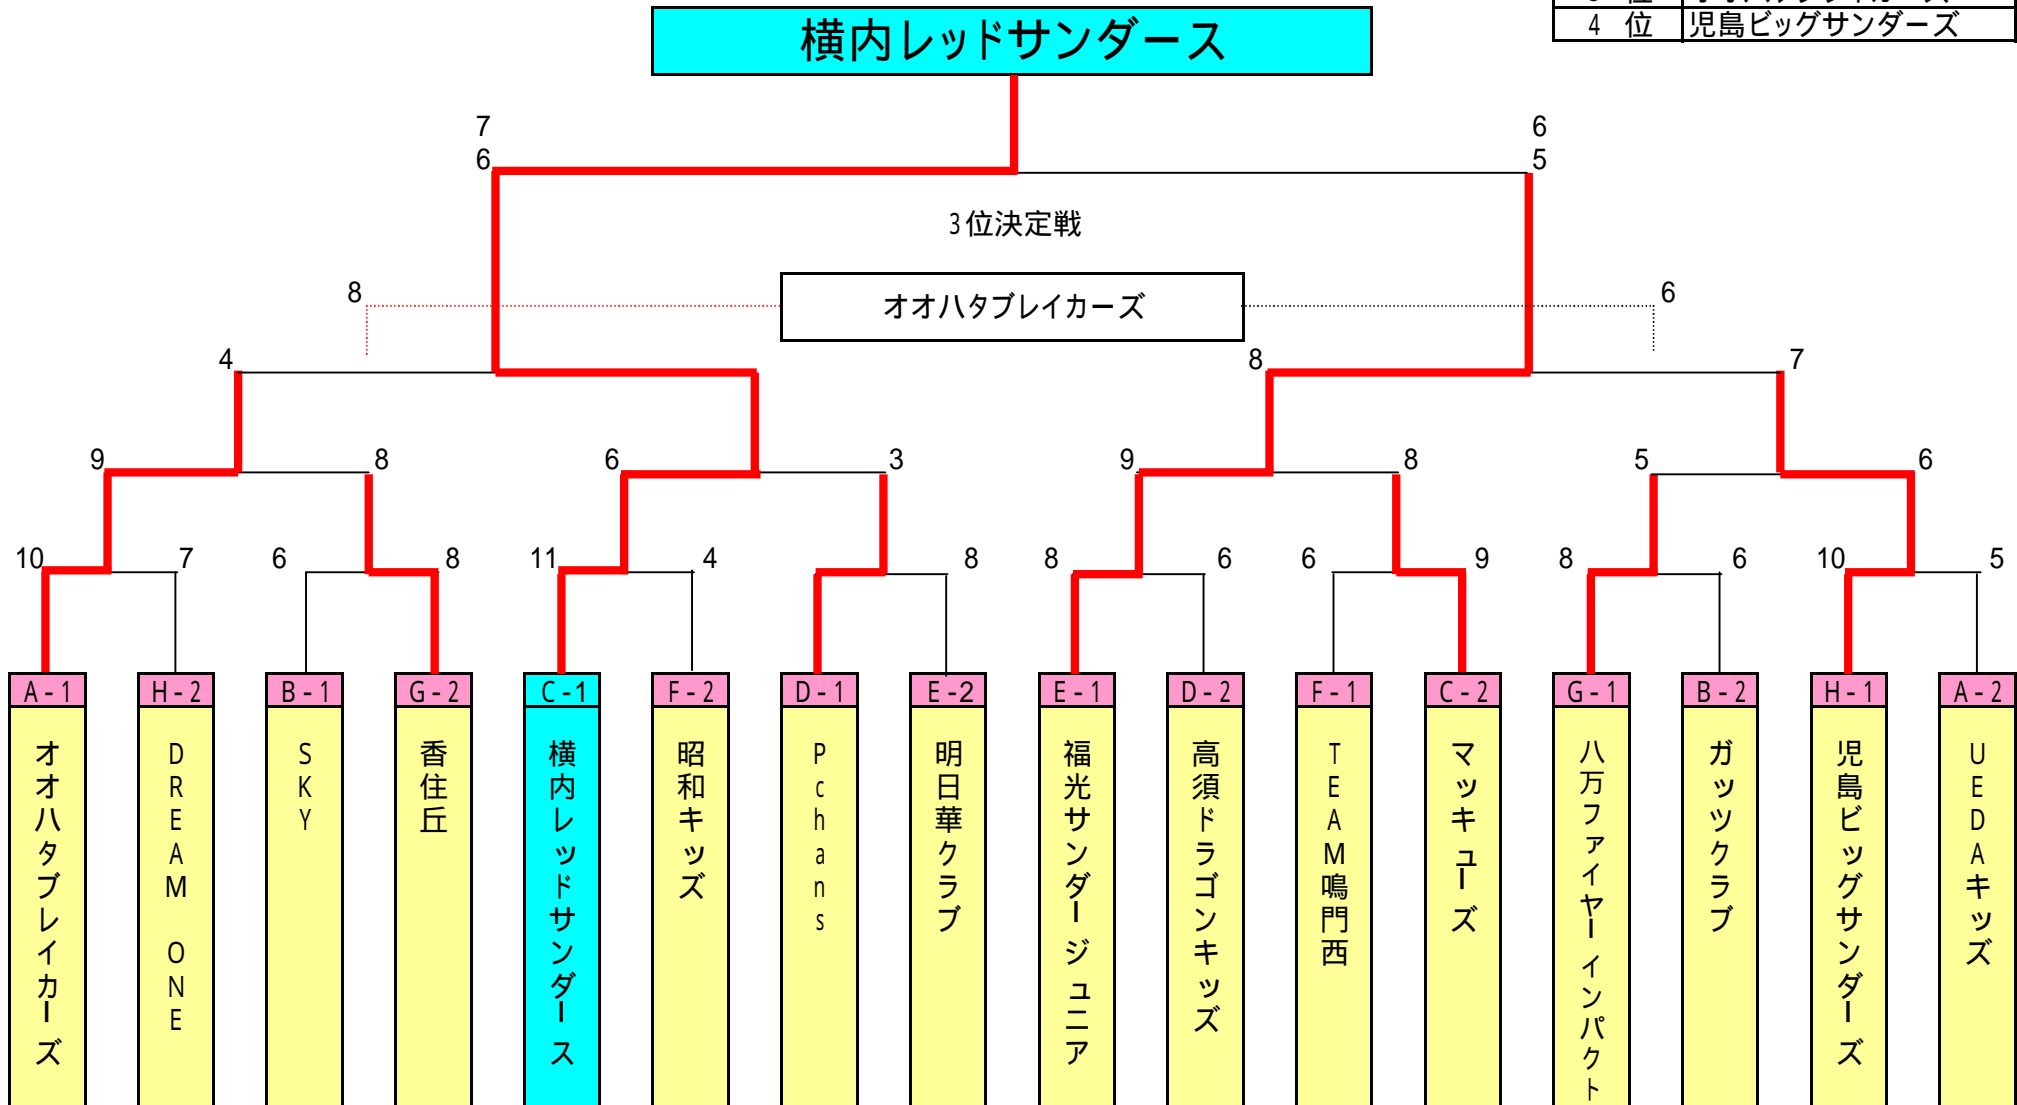 横内レッドサンダース
4 位 児島ビッグサンダーズ
7 6
6 5
3位決定戦
8 オオハタブレイカーズ 6
4 8 7
9 8 6 3 9 8 5 6
10 7 6 8 11 4 8 8 6 6 9 8 6 10 5
A-1 H-2 B-1 G-2 C-1 F-2 D-1 E-2 E-1 D-2 F-1 C-2 G-1 B-2 H-1 A-2
オオハタブレイカーズ
DREAM ONE
SKY
香住丘
横内レッドサンダース
昭和キッズ
Pchans
明日華クラブ
福光サンダージュニア
高須ドラゴンキッズ
TEAM鳴門西
マッキューズ
八万ファイヤーインパクト
ガッツクラブ
児島ビッグサンダーズ
UEDAキッズ